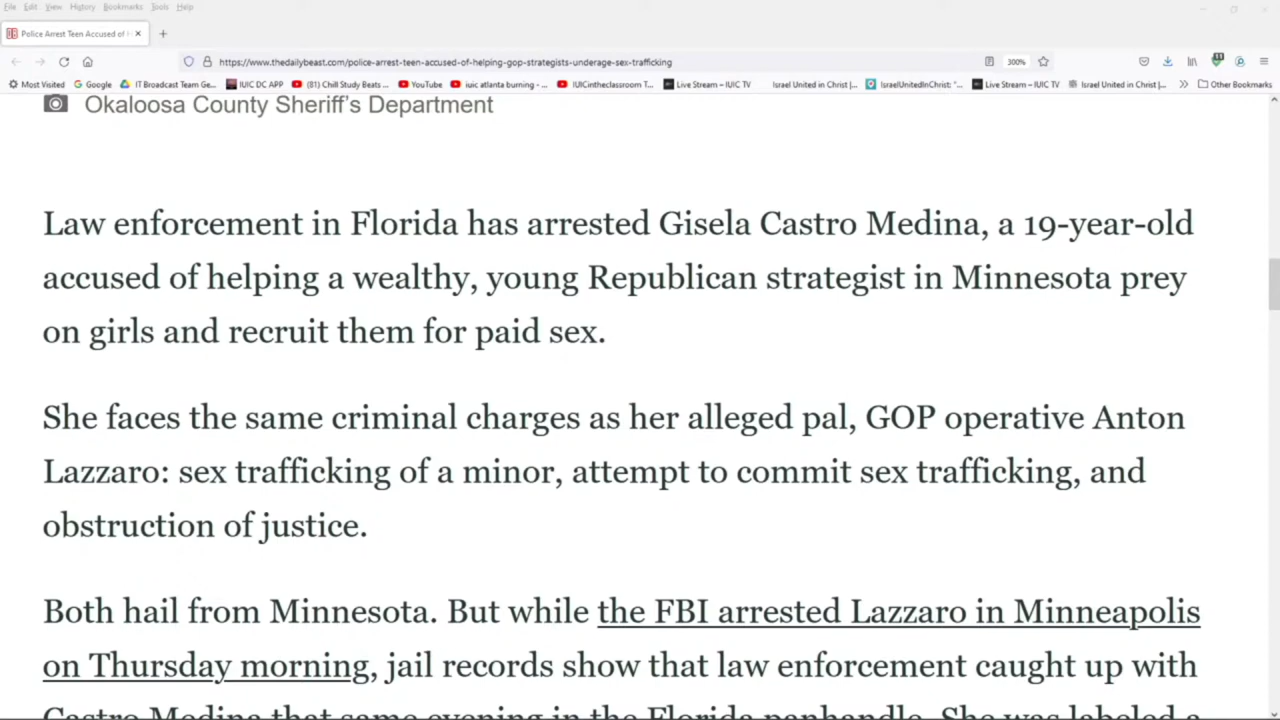 File Edit View History Bookmarks Tools Help
Police Arrest Teen Accused of H
https://www.thedailybeast.com/police-arrest-teen-accused-of-helping-gop-strategists-underage-sex-trafficking 300%
Most Visited Google IT Broadcast Team Ge... IUIC DC APP (81) Chill Study Beats ... YouTube iuic atlanta burning - ... IUICintheclassroom T... Live Stream – IUIC TV Israel United in Christ |... IsraelUnitedInChrist: "... Live Stream – IUIC TV Israel United in Christ |... Other Bookmarks
Okaloosa County Sheriff's Department
Law enforcement in Florida has arrested Gisela Castro Medina, a 19-year-old
accused of helping a wealthy, young Republican strategist in Minnesota prey
on girls and recruit them for paid sex.
She faces the same criminal charges as her alleged pal, GOP operative Anton
Lazzaro: sex trafficking of a minor, attempt to commit sex trafficking, and
obstruction of justice.
Both hail from Minnesota. But while the FBI arrested Lazzaro in Minneapolis
on Thursday morning, jail records show that law enforcement caught up with
Castro Medina that same evening in the Florida panhandle. She was labeled a